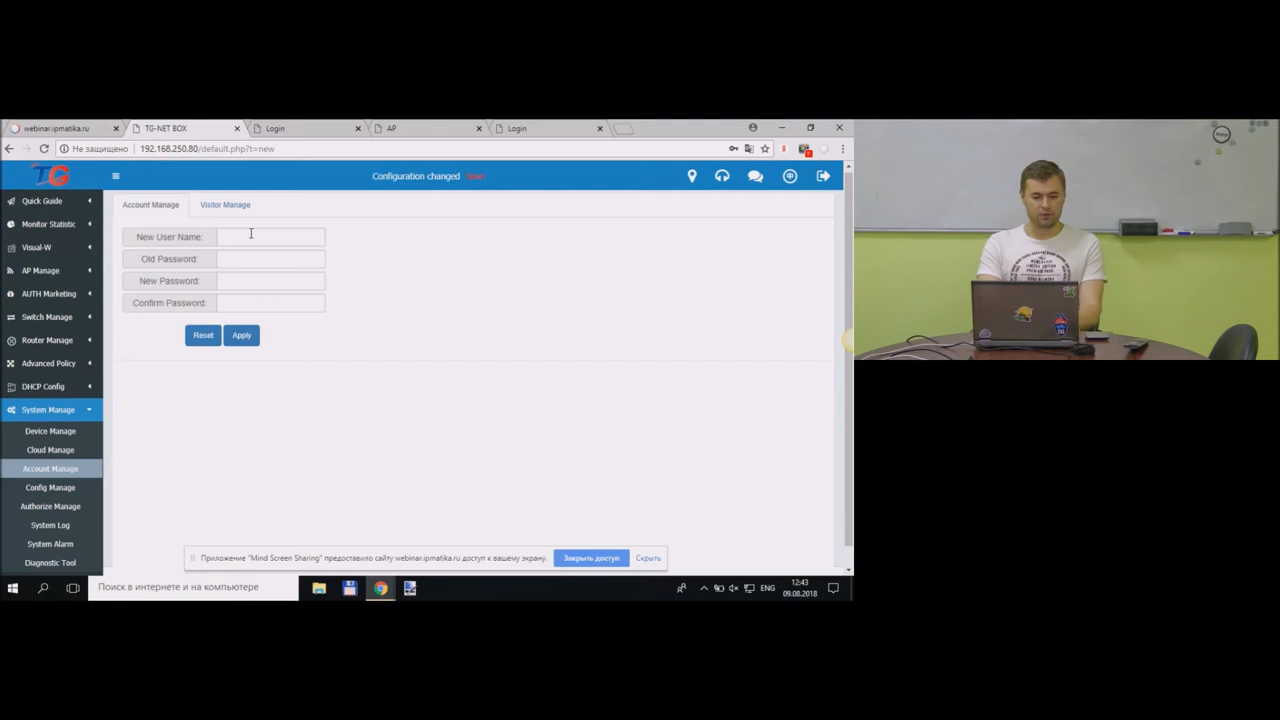 webinar.ipmatika.ru
TG-NET BOX
Login
AP
Login
Не защищено
192.168.250.80/default.php?t=new
TG
Configuration changed
Quick Guide
Monitor Statistic
Visual-W
AP Manage
AUTH Marketing
Switch Manage
Router Manage
Advanced Policy
DHCP Config
System Manage
Device Manage
Cloud Manage
Account Manage
Config Manage
Authorize Manage
System Log
System Alarm
Diagnostic Tool
Account Manage
Visitor Manage
New User Name:
Old Password:
New Password:
Confirm Password:
Reset
Apply
Приложение "Mind Screen Sharing" предоставило сайту webinar.ipmatika.ru доступ к вашему экрану.
Закрыть доступ
Скрыть
Поиск в интернете и на компьютере
ENG
12:43
09.08.2018